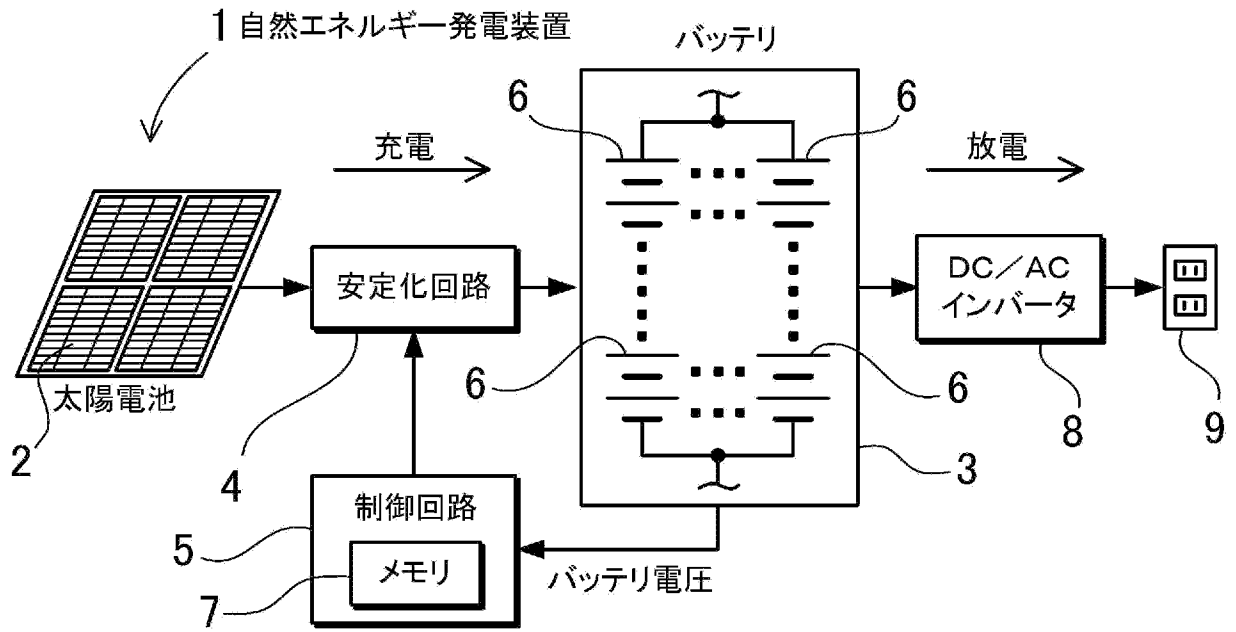 1 自然エネルギー発電装置
バッテリ
6
6
充電
放電
安定化回路
DC/AC
インバータ
6
6
太陽電池
2
4
8
9
3
制御回路
5
メモリ
バッテリ電圧
7